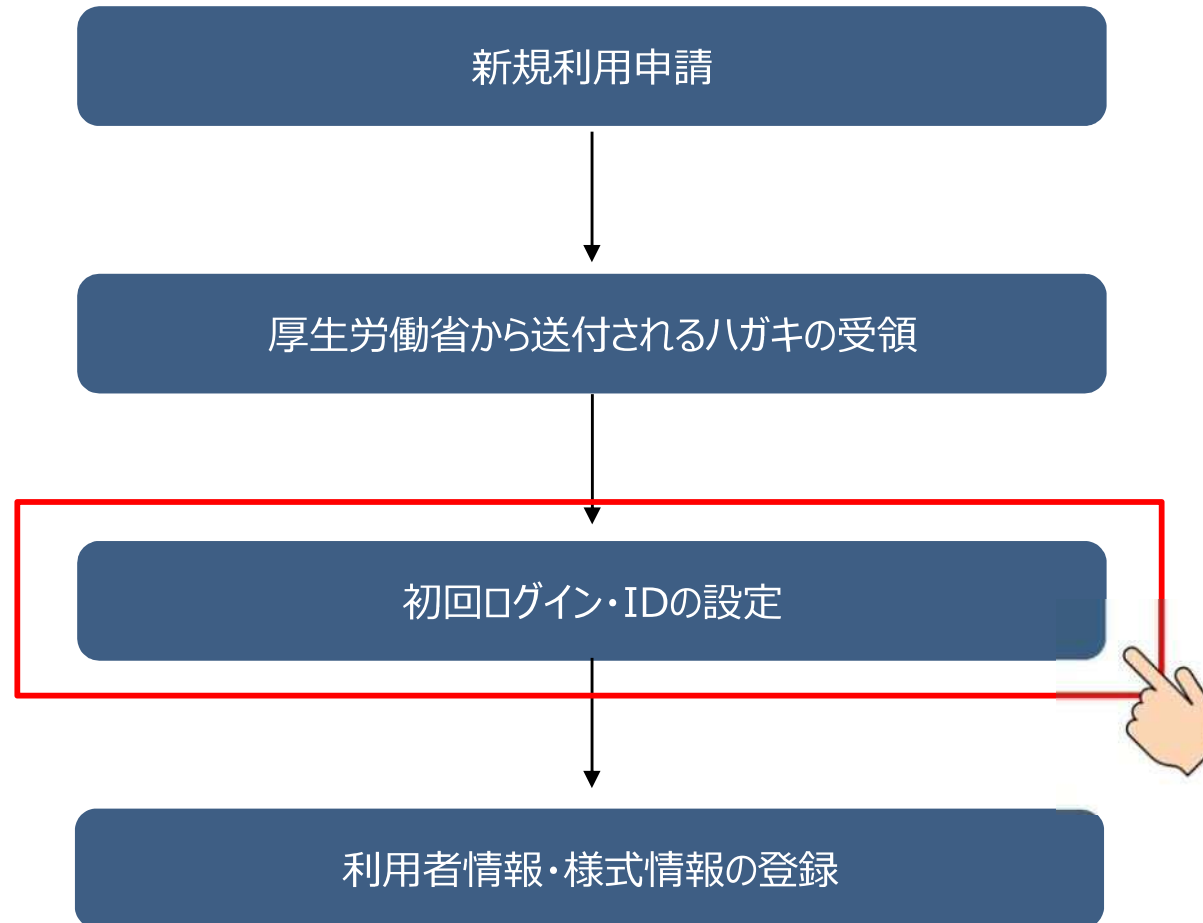 新規利用申請
厚生労働省から送付されるハガキの受領
初回ログイン・IDの設定
利用者情報・様式情報の登録